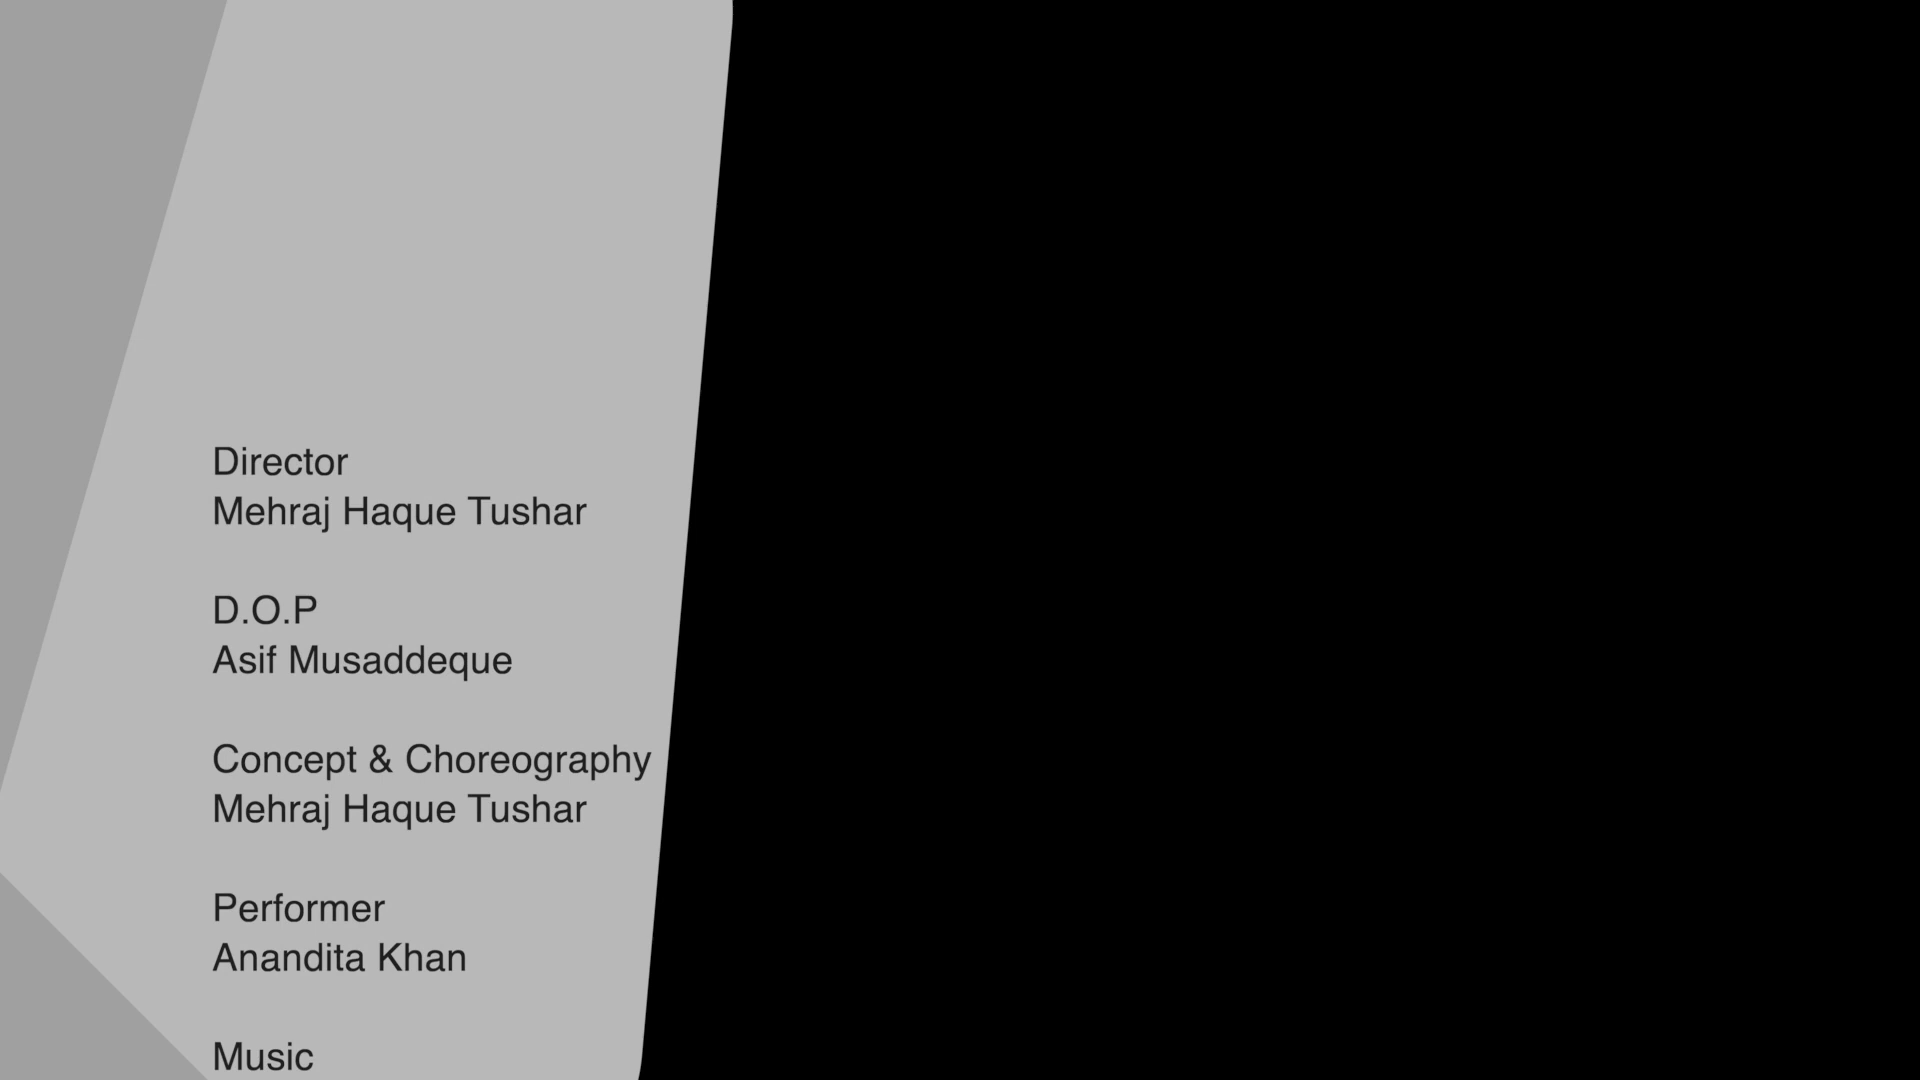 Director
Mehraj Haque Tushar
D.O.P
Asif Musaddeque
Concept & Choreography
Mehraj Haque Tushar
Performer
Anandita Khan
Music